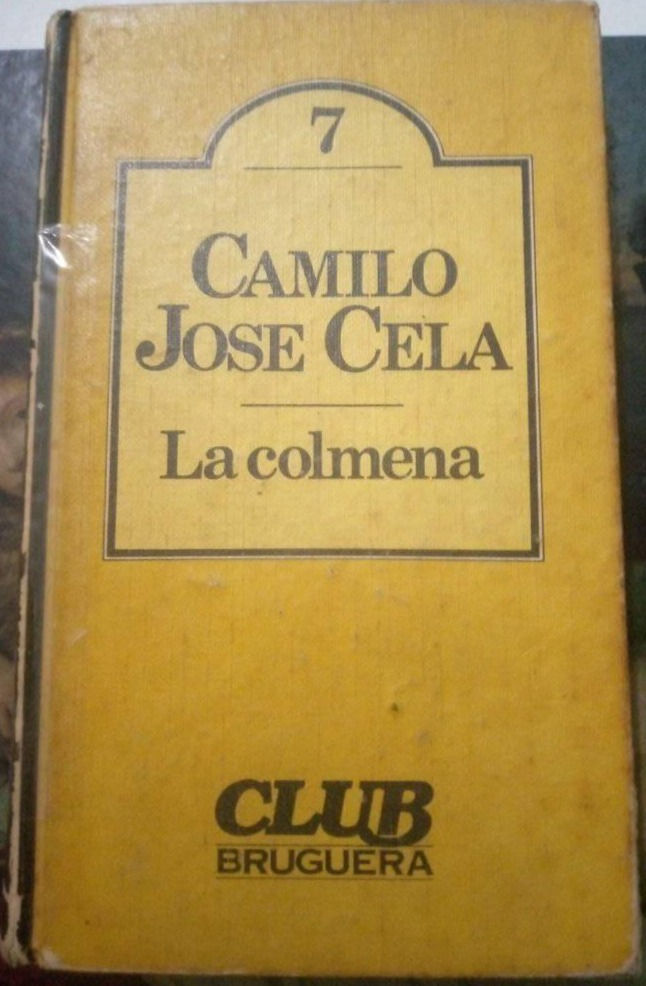 7
CAMILO
JOSE CELA
La colmena
CLUB
BRUGUERA